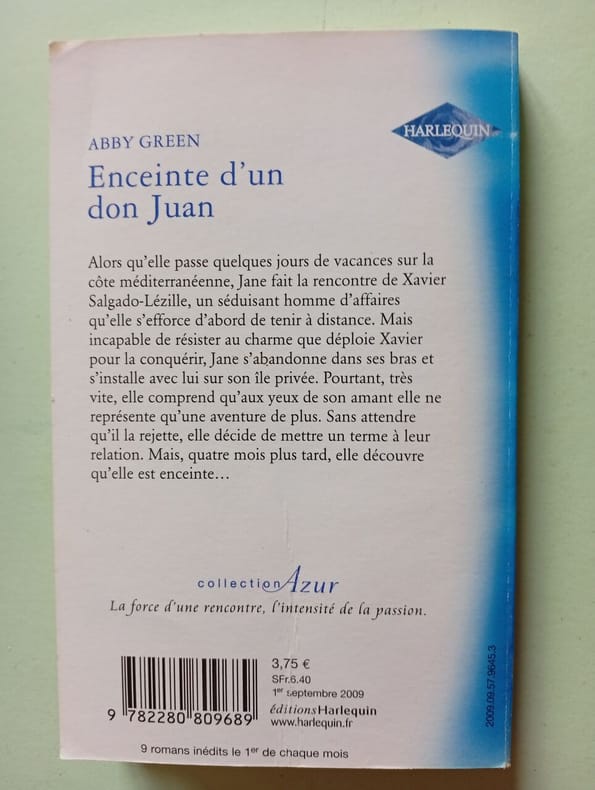 ABBY GREEN
HARLEQUIN
Enceinte d'un
don Juan
Alors qu'elle passe quelques jours de vacances sur la
côte méditerranéenne, Jane fait la rencontre de Xavier
Salgado-Lézille, un séduisant homme d'affaires
qu'elle s'efforce d'abord de tenir à distance. Mais
incapable de résister au charme que déploie Xavier
pour la conquérir, Jane s'abandonne dans ses bras et
s'installe avec lui sur son île privée. Pourtant, très
vite, elle comprend qu'aux yeux de son amant elle ne
représente qu'une aventure de plus. Sans attendre
qu'il la rejette, elle décide de mettre un terme à leur
relation. Mais, quatre mois plus tard, elle découvre
qu'elle est enceinte…
collection Azur
La force d'une rencontre, l'intensité de la passion.
3,75 €
SFr.6.40
1er septembre 2009
éditionsHarlequin
www.harlequin.fr
9 782280 809689
9 romans inédits le 1er de chaque mois
2009.09.57.9645.3